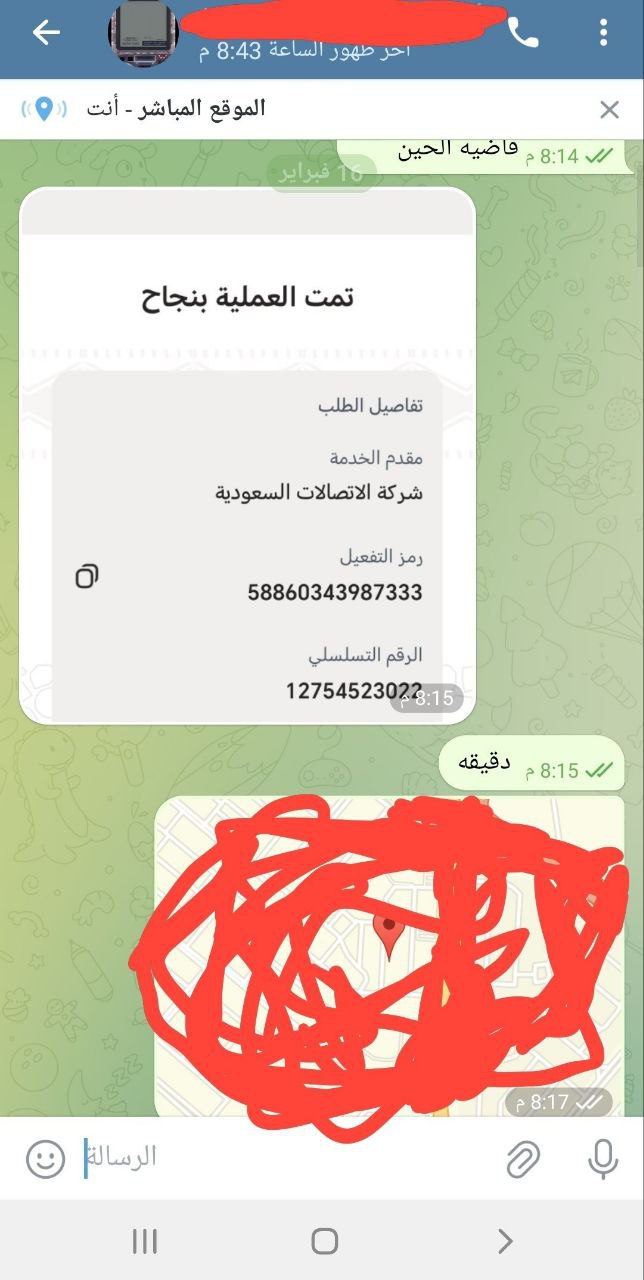 آخر ظهور الساعة 8:43 م
الموقع المباشر - أنت
فاضيه الحين
8:14 م
16 فبراير
تمت العملية بنجاح
تفاصيل الطلب
مقدم الخدمة
شركة الاتصالات السعودية
رمز التفعيل
58860343987333
الرقم التسلسلي
12754523022
8:15 م
دقيقه
8:15 م
8:17 م
الرسالة